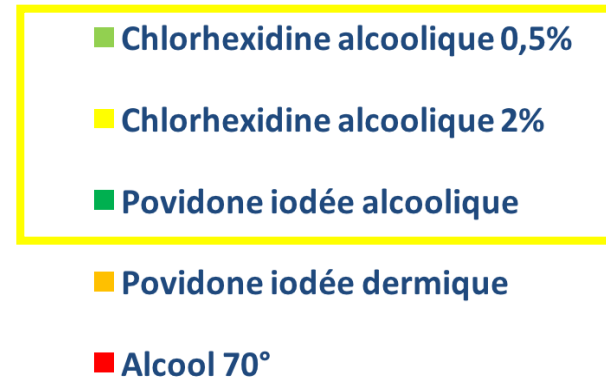 Chlorhexidine alcoolique 0,5%
Chlorhexidine alcoolique 2%
Povidone iodée alcoolique
Povidone iodée dermique
Alcool 70°